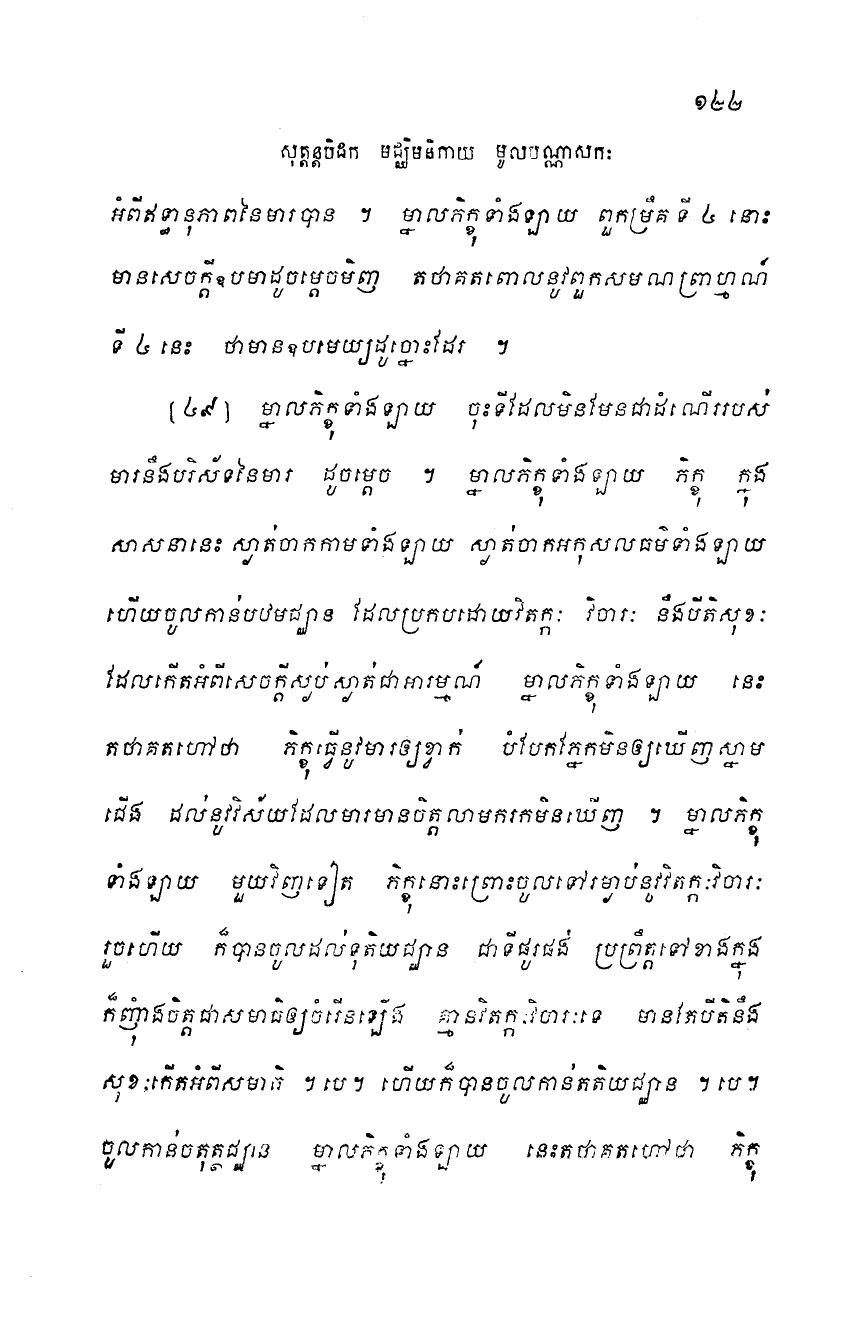 ១៤៤
សុត្តន្តបិដក មជ្ឈិមនិកាយ មូលបណ្ណាសកៈ
អំពីឥទ្ធានុភាពនៃមារបាន ។ ម្នាលភិក្ខុទាំងឡាយ ពួកម្រឹគ ទី ៤ នោះ
មានសេចក្តីឧបមាដូចម្តេចមិញ តថាគតពោលនូវពួកសមណព្រាហ្មណ៍
ទី ៤ នេះ ថាមានឧបមេយ្យដូច្នោះដែរ ។
[៤៩] ម្នាលភិក្ខុទាំងឡាយ ចុះទីដែលមិនមែនជាដំណើររបស់
មារនឹងបរិស័ទនៃមារ ដូចម្តេច ។ ម្នាលភិក្ខុទាំងឡាយ ភិក្ខុ ក្នុង
សាសនានេះ ស្ងាត់ចាកកាមទាំងឡាយ ស្ងាត់ចាកអកុសលធម៌ទាំងឡាយ
ហើយចូលកាន់បឋមជ្ឈាន ដែលប្រកបដោយវិតក្កៈ វិចារៈ នឹងបីតិសុខៈ
ដែលកើតអំពីសេចក្តីស្ងប់ស្ងាត់ជាអារម្មណ៍ ម្នាលភិក្ខុទាំងឡាយ នេះ
តថាគតហៅថា ភិក្ខុធ្វើនូវមារឲ្យខ្វាក់ បំបែកភ្នែកមិនឲ្យឃើញស្នាម
ជើង ដល់នូវវិស័យដែលមារមានចិត្តលាមករកមិនឃើញ ។ ម្នាលភិក្ខុ
ទាំងឡាយ មួយវិញទៀត ភិក្ខុនោះព្រោះចូលទៅរម្ងាប់នូវវិតក្កៈវិចារៈ
រួចហើយ ក៏បានចូលដល់ទុតិយជ្ឈាន ជាទីផូរផង់ ប្រព្រឹត្តទៅខាងក្នុង
ក៏ញុំាងចិត្តជាសមាធិឲ្យចំរើនឡើង គ្មានវិតក្កៈវិចារៈទេ មានតែបីតិនឹង
សុខៈកើតអំពីសមាធិ ។ បេ ។ ហើយក៏បានចូលកាន់តតិយជ្ឈាន ។ បេ ។
ចូលកាន់ចតុត្ថជ្ឈាន ម្នាលភិក្ខុទាំងឡាយ នេះតថាគតហៅថា ភិក្ខុ